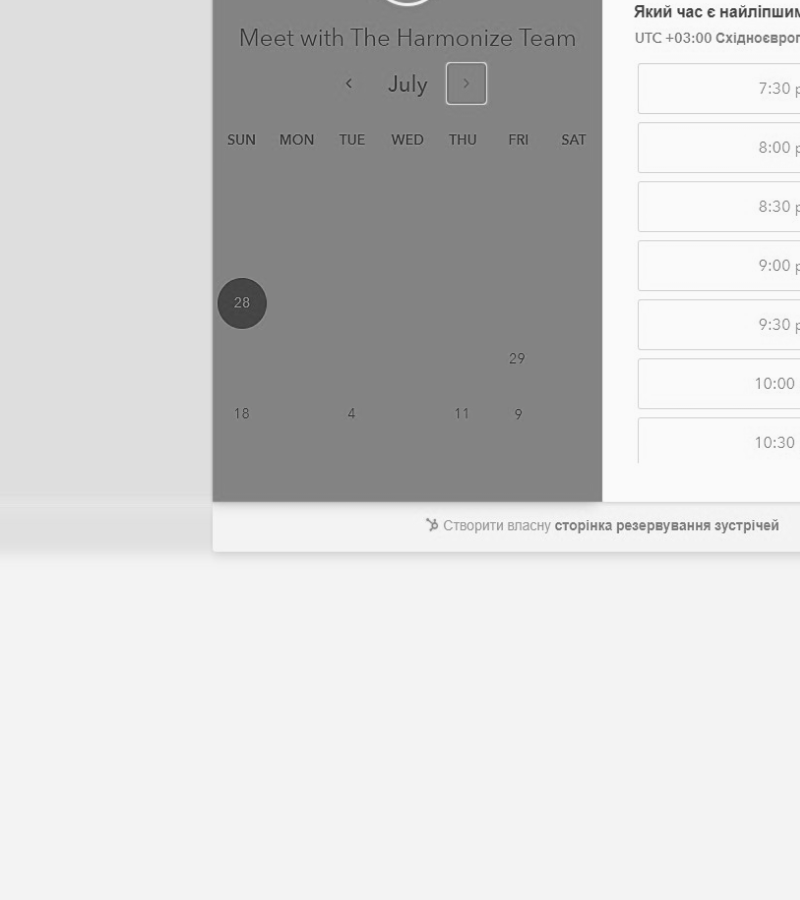 Meet with The Harmonize Team
July
SUN MON TUE WED THU FRI SAT
28
29
18 4 11 9
Який час є
UTC +03:00
7:30
8:00
8:30
9:00
9:30
10:00
10:30
Створити власну сторінка резервування зустрічей